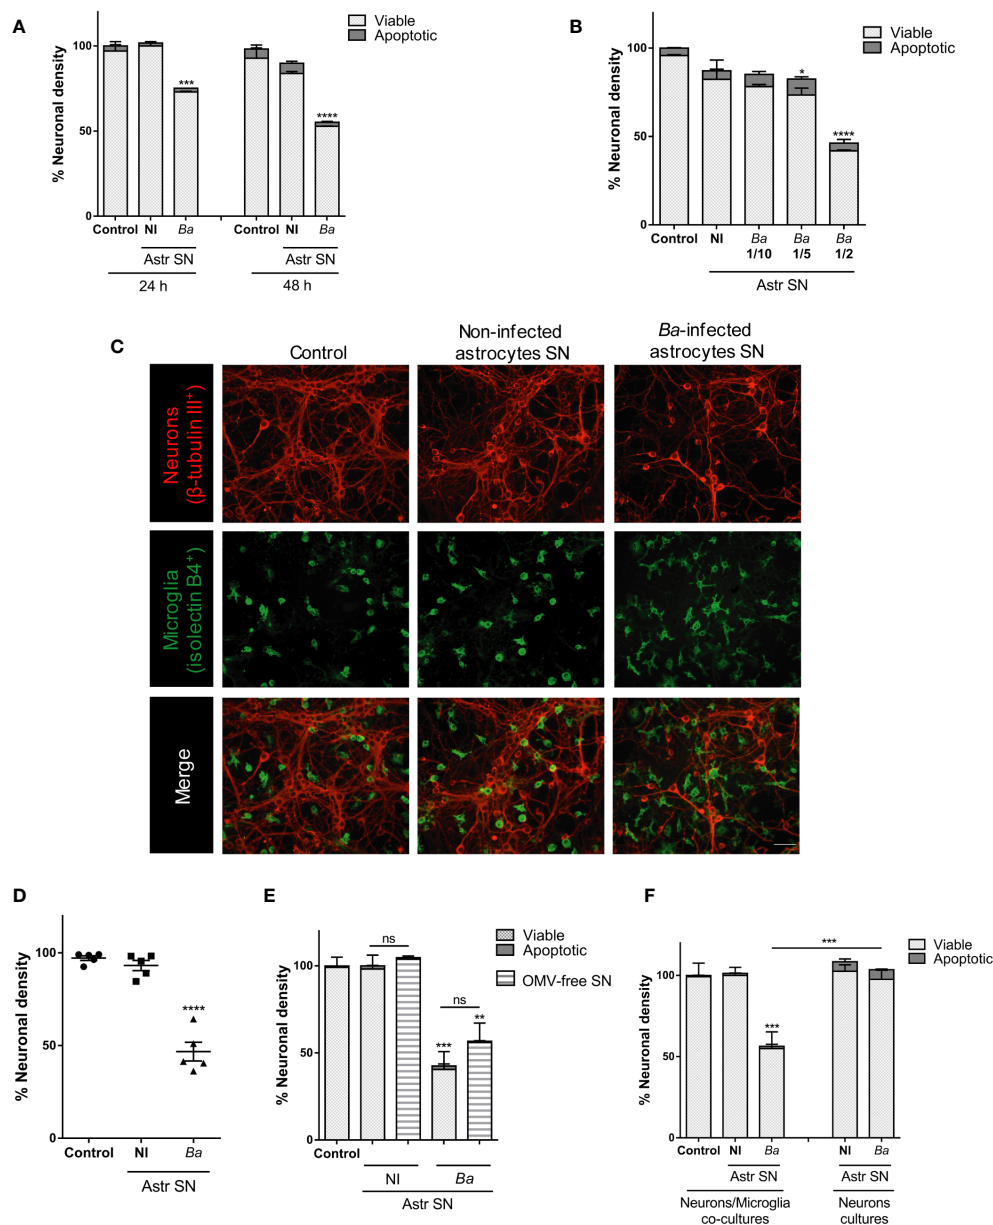 A
Viable
Apoptotic
% Neuronal density
100
50
0
***
****
Control NI Ba Control NI Ba
Astr SN Astr SN
24 h 48 h
B
Viable
Apoptotic
% Neuronal density
100
50
0
*
****
Control NI Ba Ba Ba
1/10 1/5 1/2
Astr SN
C
Control
Non-infected
astrocytes SN
Ba-infected
astrocytes SN
Neurons
(β-tubulin III+)
Microglia
(isolectin B4+)
Merge
D
% Neuronal density
100
50
0
****
Control NI Ba
Astr SN
E
Viable
Apoptotic
OMV-free SN
% Neuronal density
100
50
0
ns
ns
***
**
Control
NI Ba
Astr SN
F
Viable
Apoptotic
% Neuronal density
100
50
0
***
***
Control NI Ba NI Ba
Astr SN Astr SN
Neurons/Microglia
co-cultures
Neurons
cultures